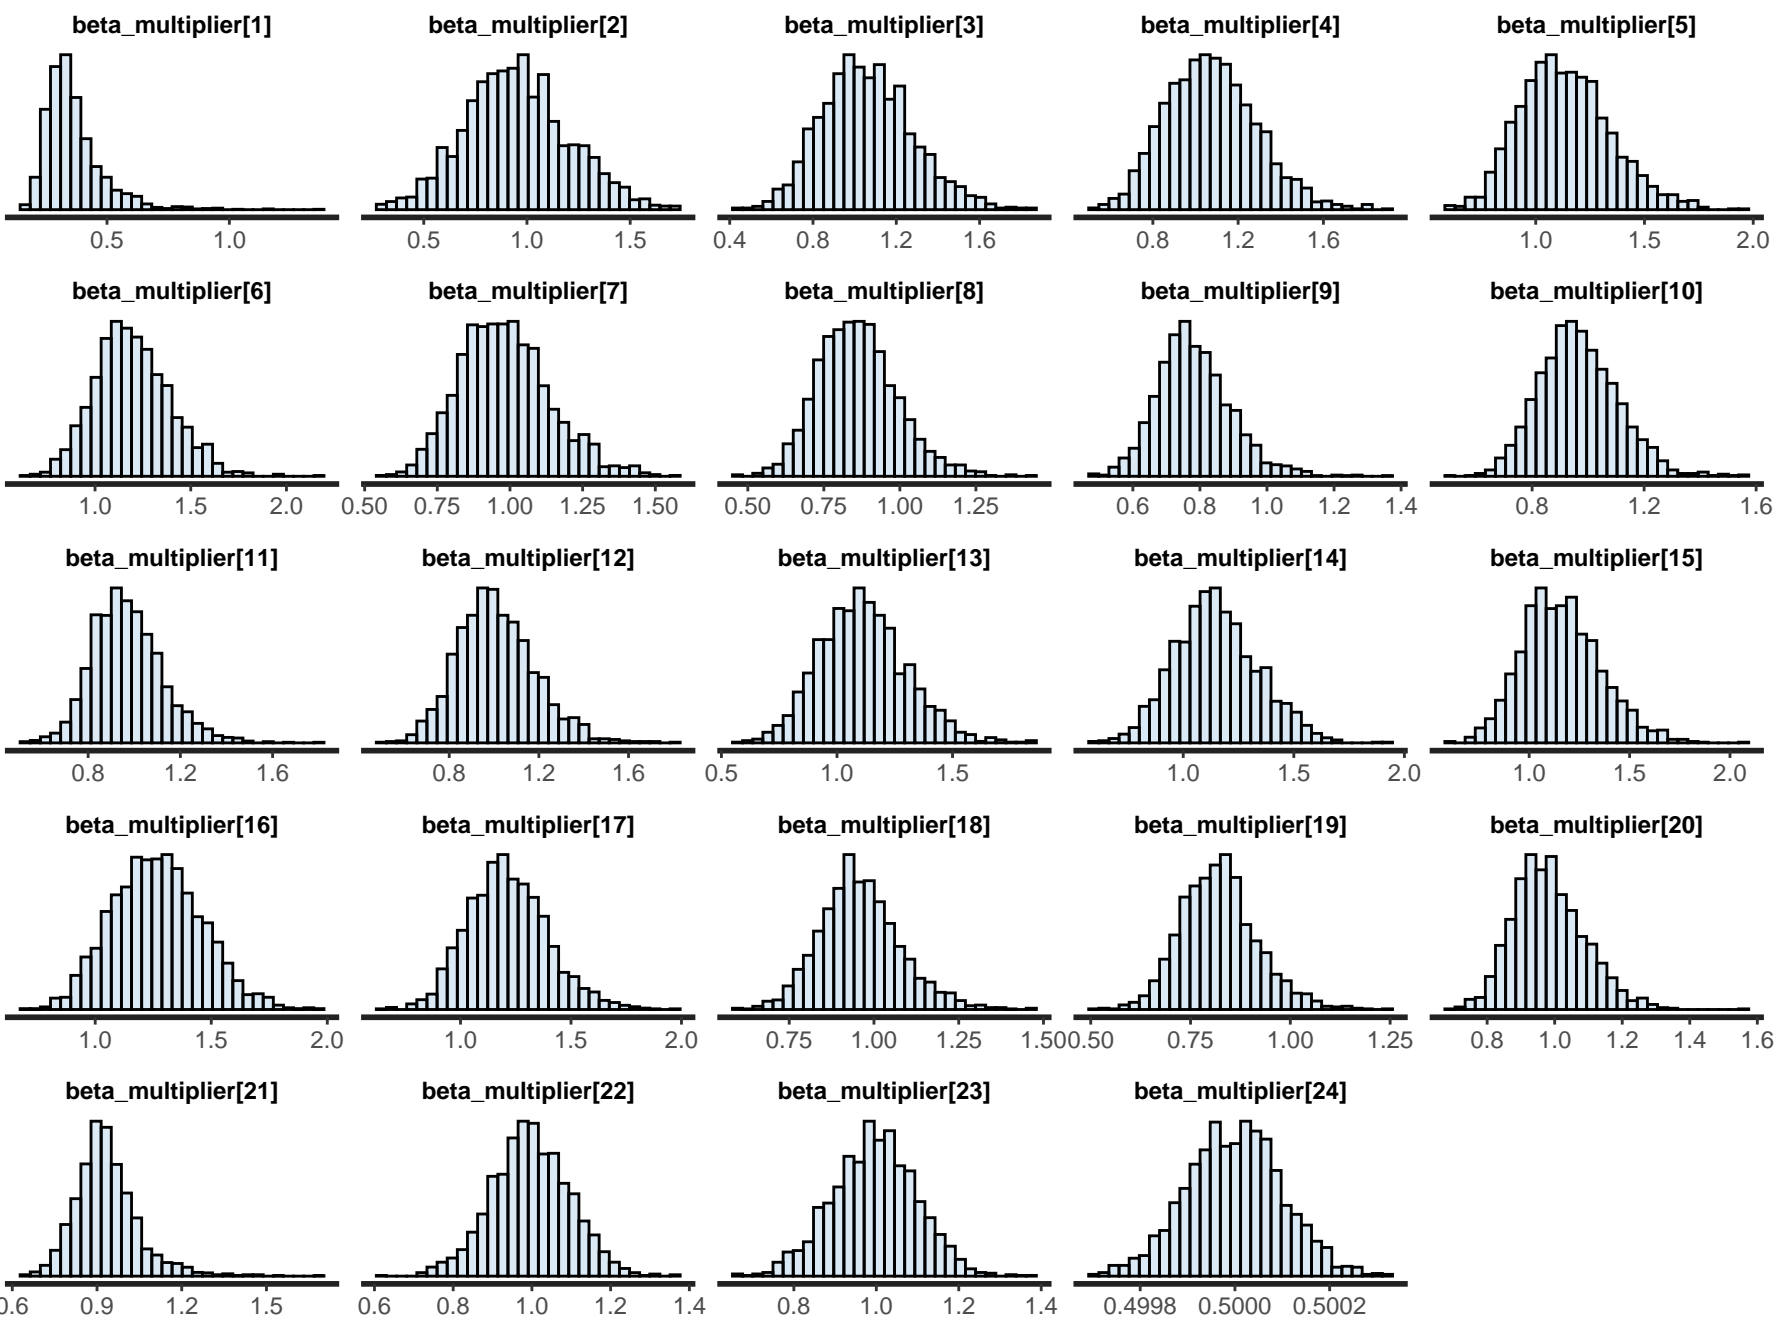 beta_multiplier[1] beta_multiplier[2] beta_multiplier[3] beta_multiplier[4] beta_multiplier[5]
0.5 1.0 0.5 1.0 1.5 0.4 0.8 1.2 1.6 0.8 1.2 1.6 1.0 1.5 2.0
beta_multiplier[6] beta_multiplier[7] beta_multiplier[8] beta_multiplier[9] beta_multiplier[10]
1.0 1.5 2.0 0.50 0.75 1.00 1.25 1.50 0.50 0.75 1.00 1.25 0.6 0.8 1.0 1.2 1.4 0.8 1.2 1.6
beta_multiplier[11] beta_multiplier[12] beta_multiplier[13] beta_multiplier[14] beta_multiplier[15]
0.8 1.2 1.6 0.8 1.2 1.6 0.5 1.0 1.5 1.0 1.5 2.0 1.0 1.5 2.0
beta_multiplier[16] beta_multiplier[17] beta_multiplier[18] beta_multiplier[19] beta_multiplier[20]
1.0 1.5 2.0 1.0 1.5 2.0 0.75 1.00 1.25 1.50 0.50 0.75 1.00 1.25 0.8 1.0 1.2 1.4 1.6
beta_multiplier[21] beta_multiplier[22] beta_multiplier[23] beta_multiplier[24]
0.6 0.9 1.2 1.5 0.6 0.8 1.0 1.2 1.4 0.8 1.0 1.2 1.4 0.4998 0.5000 0.5002